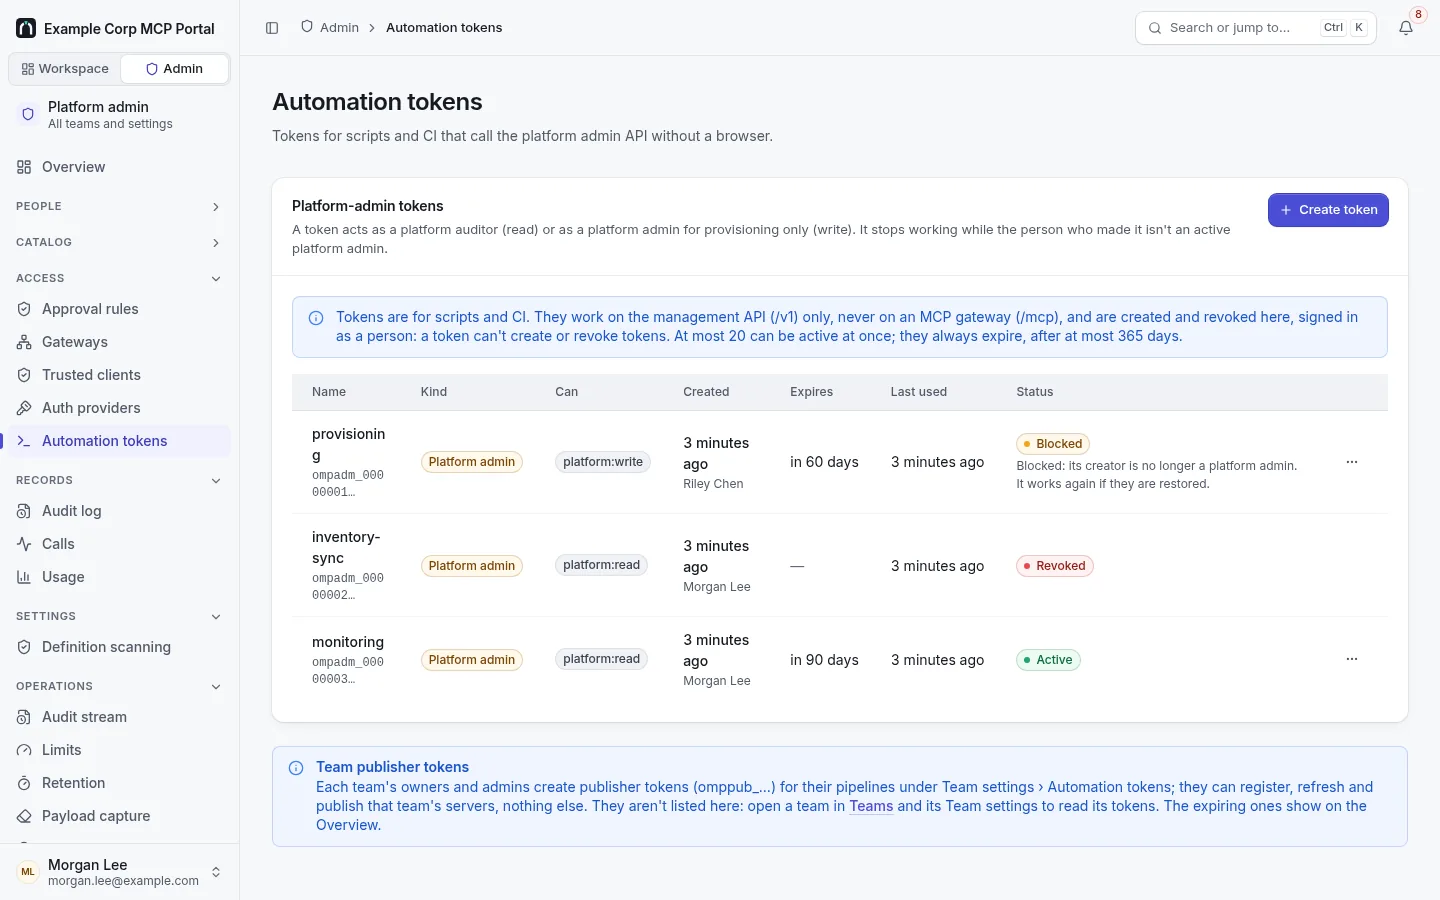 Example Corp MCP Portal
Workspace
Admin
Platform admin
All teams and settings
Overview
PEOPLE
CATALOG
ACCESS
Approval rules
Gateways
Trusted clients
Auth providers
Automation tokens
RECORDS
Audit log
Calls
Usage
SETTINGS
Definition scanning
OPERATIONS
Audit stream
Limits
Retention
Payload capture
ML
Morgan Lee
morgan.lee@example.com
Admin
Automation tokens
Search or jump to...
Ctrl K
8
Automation tokens
Tokens for scripts and CI that call the platform admin API without a browser.
Platform-admin tokens
A token acts as a platform auditor (read) or as a platform admin for provisioning only (write). It stops working while the person who made it isn't an active
platform admin.
Create token
Tokens are for scripts and CI. They work on the management API (/v1) only, never on an MCP gateway (/mcp), and are created and revoked here, signed in
as a person: a token can't create or revoke tokens. At most 20 can be active at once; they always expire, after at most 365 days.
Name Kind Can Created Expires Last used Status
provisionin
g
ompadm_000
00001…
Platform admin
platform:write
3 minutes
ago
Riley Chen
in 60 days
3 minutes ago
Blocked
Blocked: its creator is no longer a platform admin.
It works again if they are restored.
inventory-
sync
ompadm_000
00002…
Platform admin
platform:read
3 minutes
ago
Morgan Lee
—
3 minutes ago
Revoked
monitoring
ompadm_000
00003…
Platform admin
platform:read
3 minutes
ago
Morgan Lee
in 90 days
3 minutes ago
Active
Team publisher tokens
Each team's owners and admins create publisher tokens (omppub_…) for their pipelines under Team settings › Automation tokens; they can register, refresh and
publish that team's servers, nothing else. They aren't listed here: open a team in Teams and its Team settings to read its tokens. The expiring ones show on the
Overview.